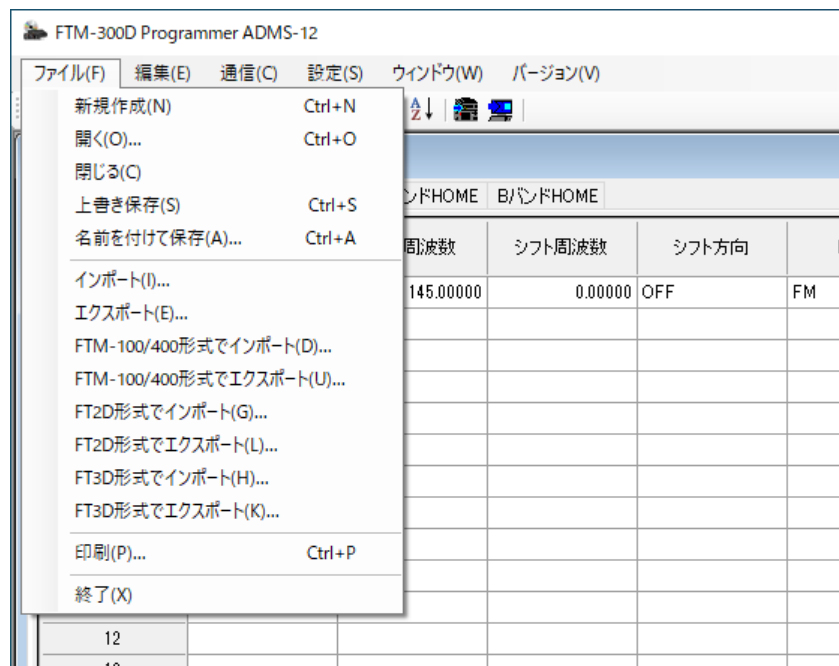 FTM-300D Programmer ADMS-12
ファイル(F) 編集(E) 通信(C) 設定(S) ウィンドウ(W) バージョン(V)
新規作成(N) Ctrl+N
開く(O)... Ctrl+O
閉じる(C)
上書き保存(S) Ctrl+S
名前を付けて保存(A)... Ctrl+A
インポート(I)...
エクスポート(E)...
FTM-100/400形式でインポート(D)...
FTM-100/400形式でエクスポート(U)...
FT2D形式でインポート(G)...
FT2D形式でエクスポート(L)...
FT3D形式でインポート(H)...
FT3D形式でエクスポート(K)...
印刷(P)... Ctrl+P
終了(X)
ンドHOME BバンドHOME
周波数 シフト周波数 シフト方向
145.00000 0.00000 OFF FM
12